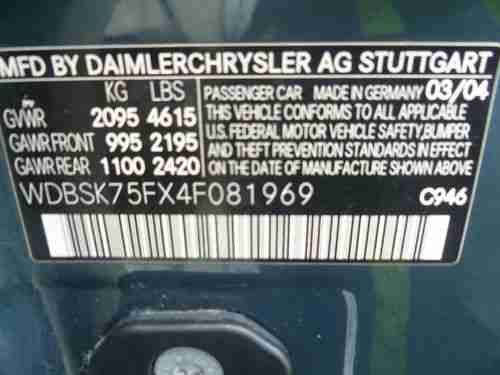 MFD BY DAIMLERCHRYSLER AG STUTTGART
KG LBS
GVWR 2095 4615
GAWR FRONT 995 2195
GAWR REAR 1100 2420
PASSENGER CAR MADE IN GERMANY 03/04
THIS VEHICLE CONFORMS TO ALL APPLICABLE
U.S. FEDERAL MOTOR VEHICLE SAFETY, BUMPER
AND THEFT PREVENTION STANDARDS IN EFFECT
ON THE DATE OF MANUFACTURE SHOWN ABOVE.
WDBSK75FX4F081969 C946